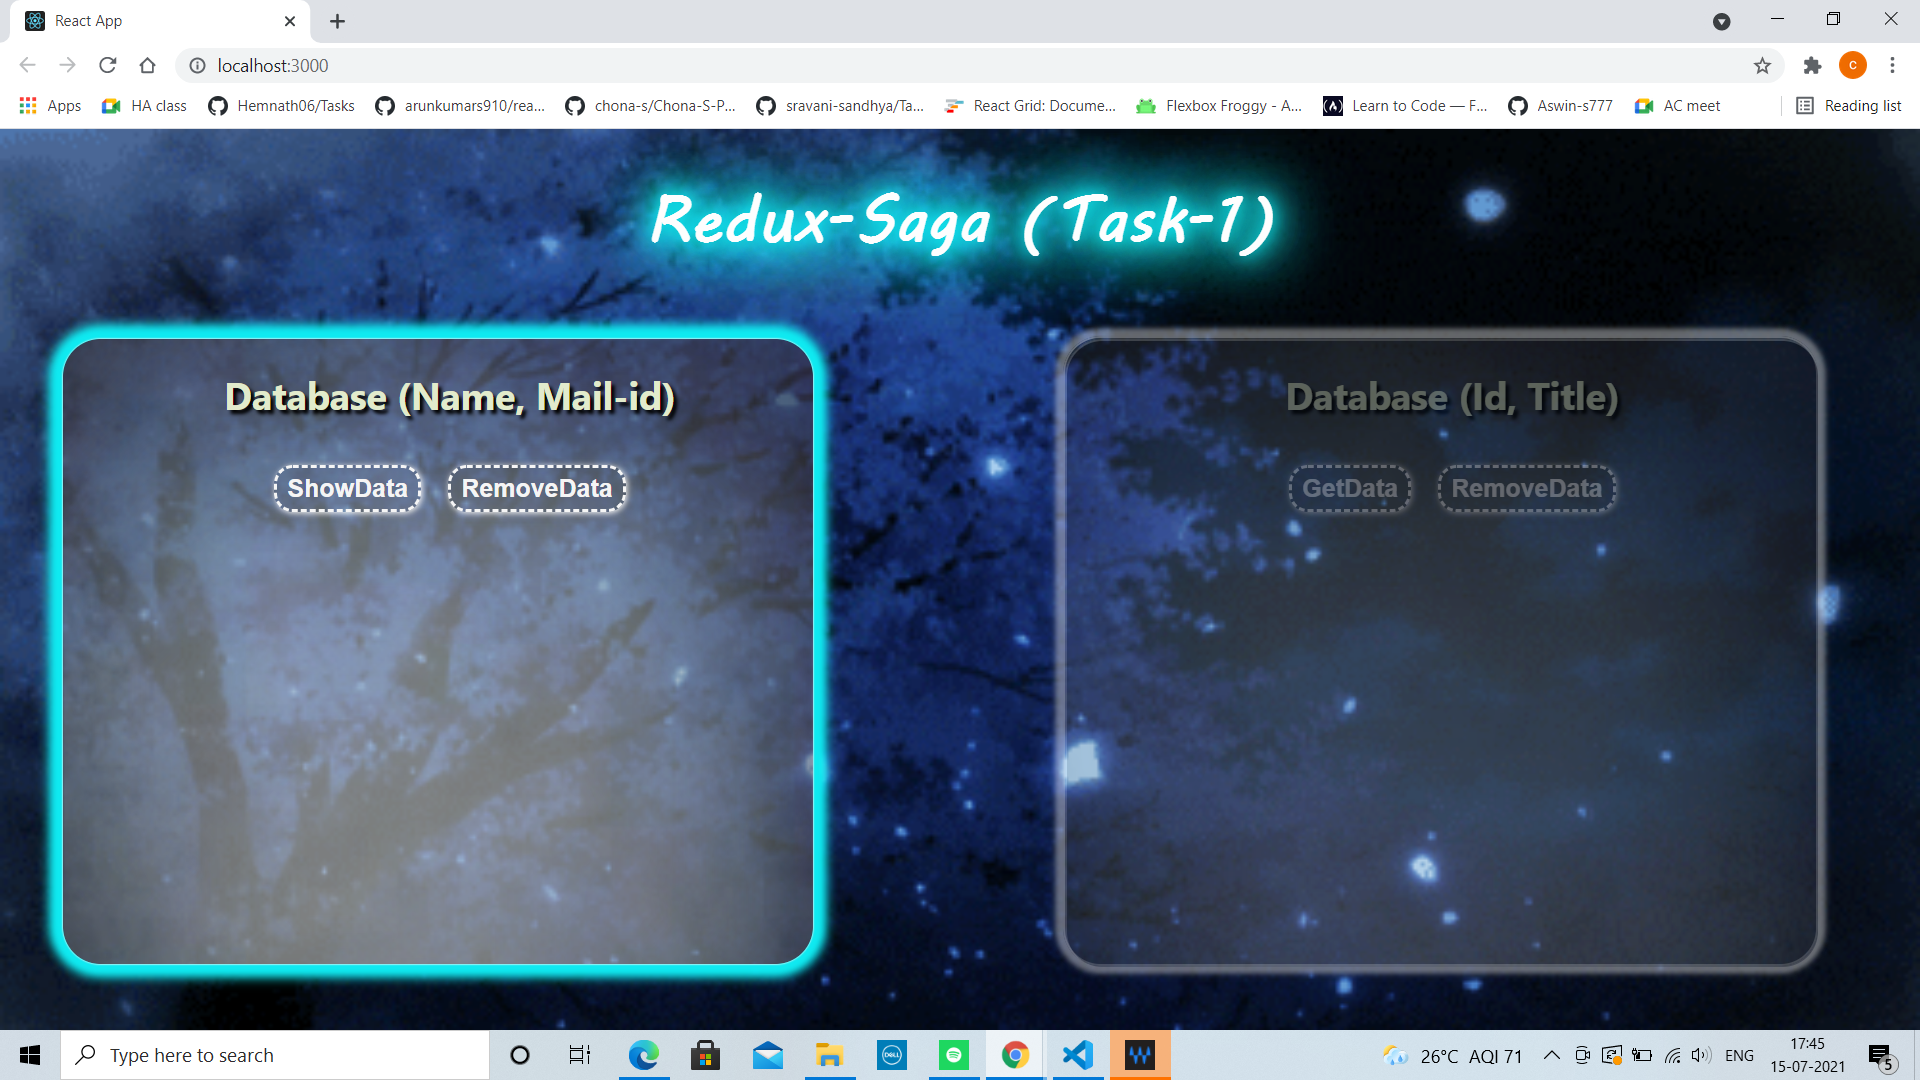 React App
localhost:3000
Apps
HA class
Hemnath06/Tasks
arunkumars910/rea...
chona-s/Chona-S-P...
sravani-sandhya/Ta...
React Grid: Docume...
Flexbox Froggy - A...
Learn to Code — F...
Aswin-s777
AC meet
Reading list
Redux-Saga (Task-1)
Database (Name, Mail-id)
ShowData
RemoveData
Database (Id, Title)
GetData
RemoveData
Type here to search
DELL
26°C AQI 71
ENG
17:45
15-07-2021
5